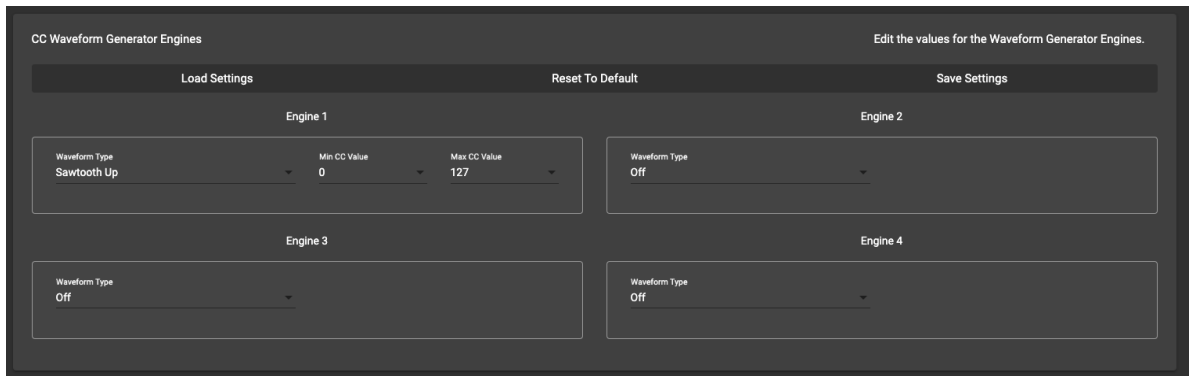 CC Waveform Generator Engines
Edit the values for the Waveform Generator Engines.
Load Settings
Reset To Default
Save Settings
Engine 1
Waveform Type
Sawtooth Up
Min CC Value
0
Max CC Value
127
Engine 2
Waveform Type
Off
Engine 3
Waveform Type
Off
Engine 4
Waveform Type
Off